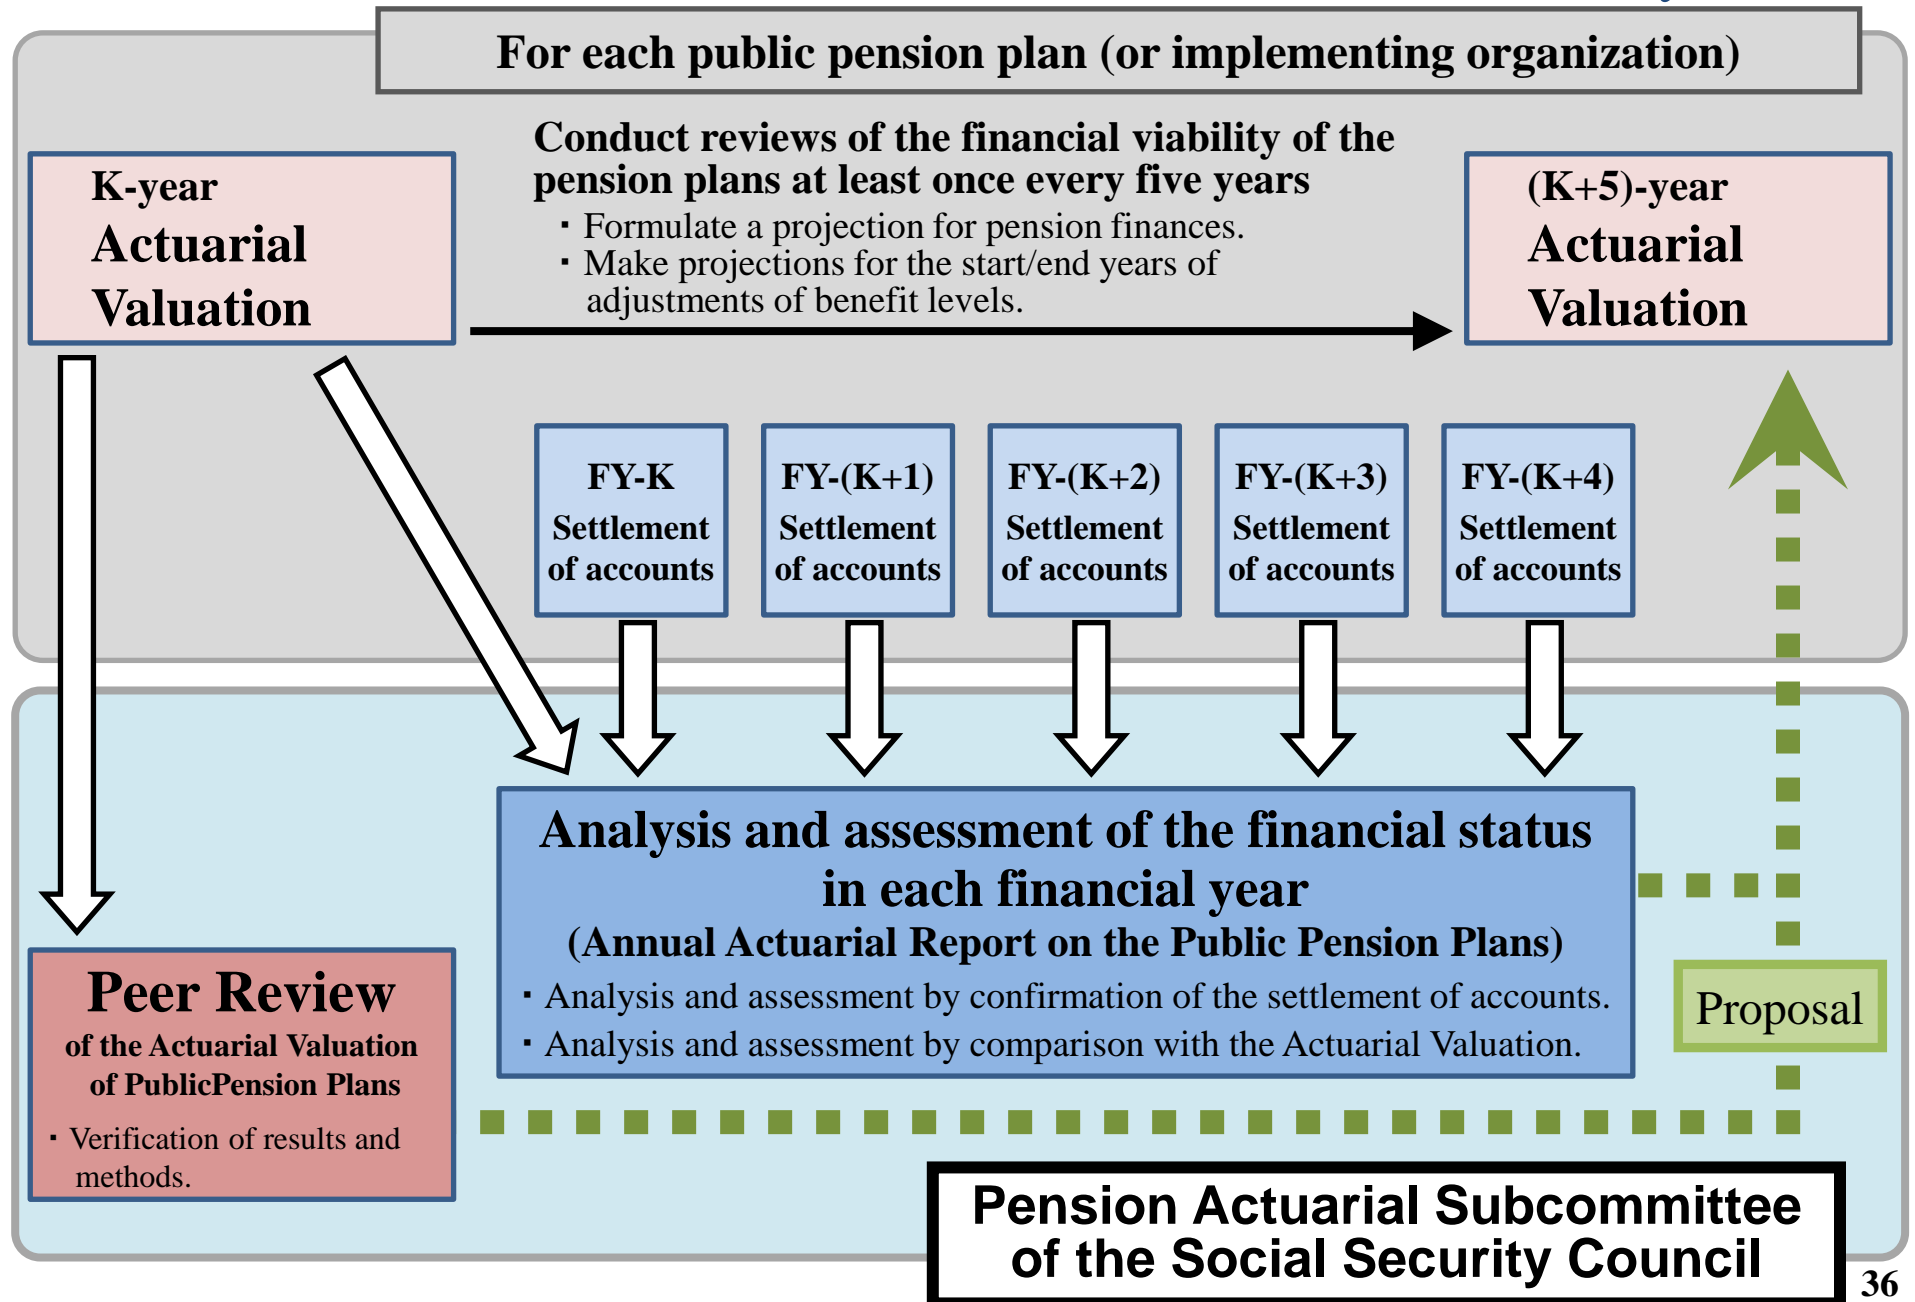 For each public pension plan (or implementing organization)
K-year
Actuarial
Valuation
Conduct reviews of the financial viability of the
pension plans at least once every five years
・Formulate a projection for pension finances.
・Make projections for the start/end years of
adjustments of benefit levels.
(K+5)-year
Actuarial
Valuation
FY-K
Settlement
of accounts
FY-(K+1)
Settlement
of accounts
FY-(K+2)
Settlement
of accounts
FY-(K+3)
Settlement
of accounts
FY-(K+4)
Settlement
of accounts
Analysis and assessment of the financial status
in each financial year
(Annual Actuarial Report on the Public Pension Plans)
・Analysis and assessment by confirmation of the settlement of accounts.
・Analysis and assessment by comparison with the Actuarial Valuation.
Peer Review
of the Actuarial Valuation
of PublicPension Plans
・Verification of results and
methods.
Proposal
Pension Actuarial Subcommittee
of the Social Security Council
36